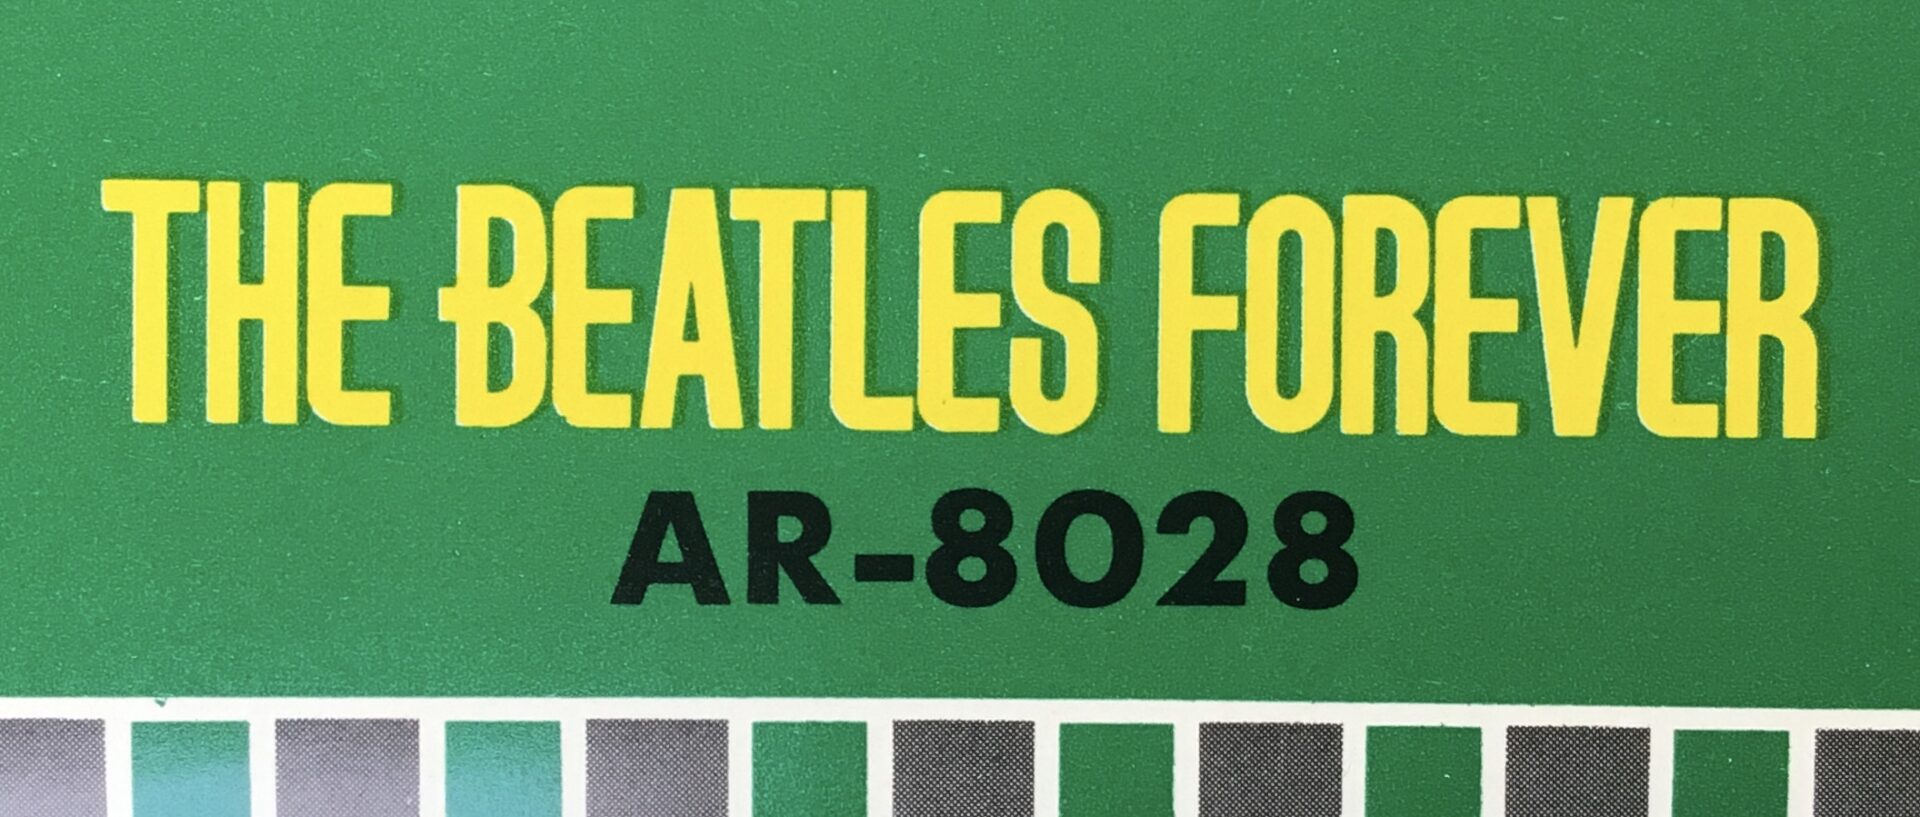 THE BEATLES FOREVER
AR-8028